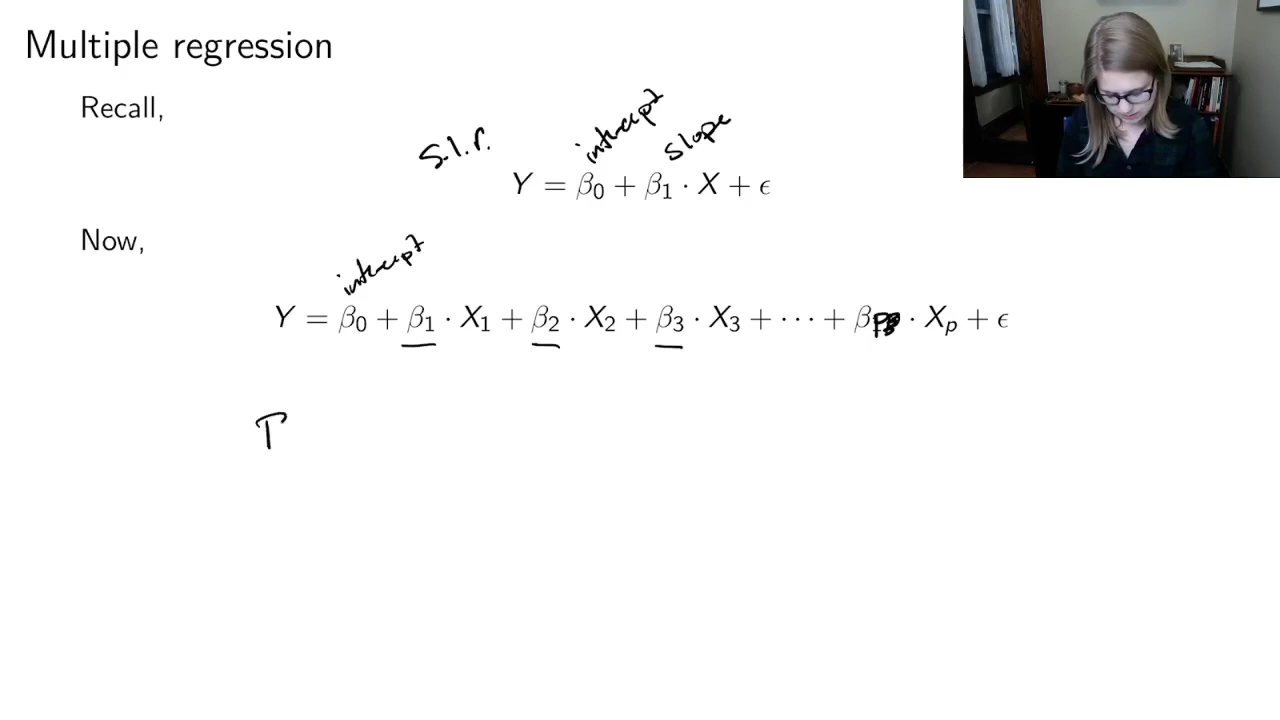 Multiple regression
Recall,
s.l.r. intercept slope
Y = β₀ + β₁ · X + ϵ
Now,
intercept
Y = β₀ + β₁ · X₁ + β₂ · X₂ + β₃ · X₃ + ⋯ + βp · Xₚ + ϵ